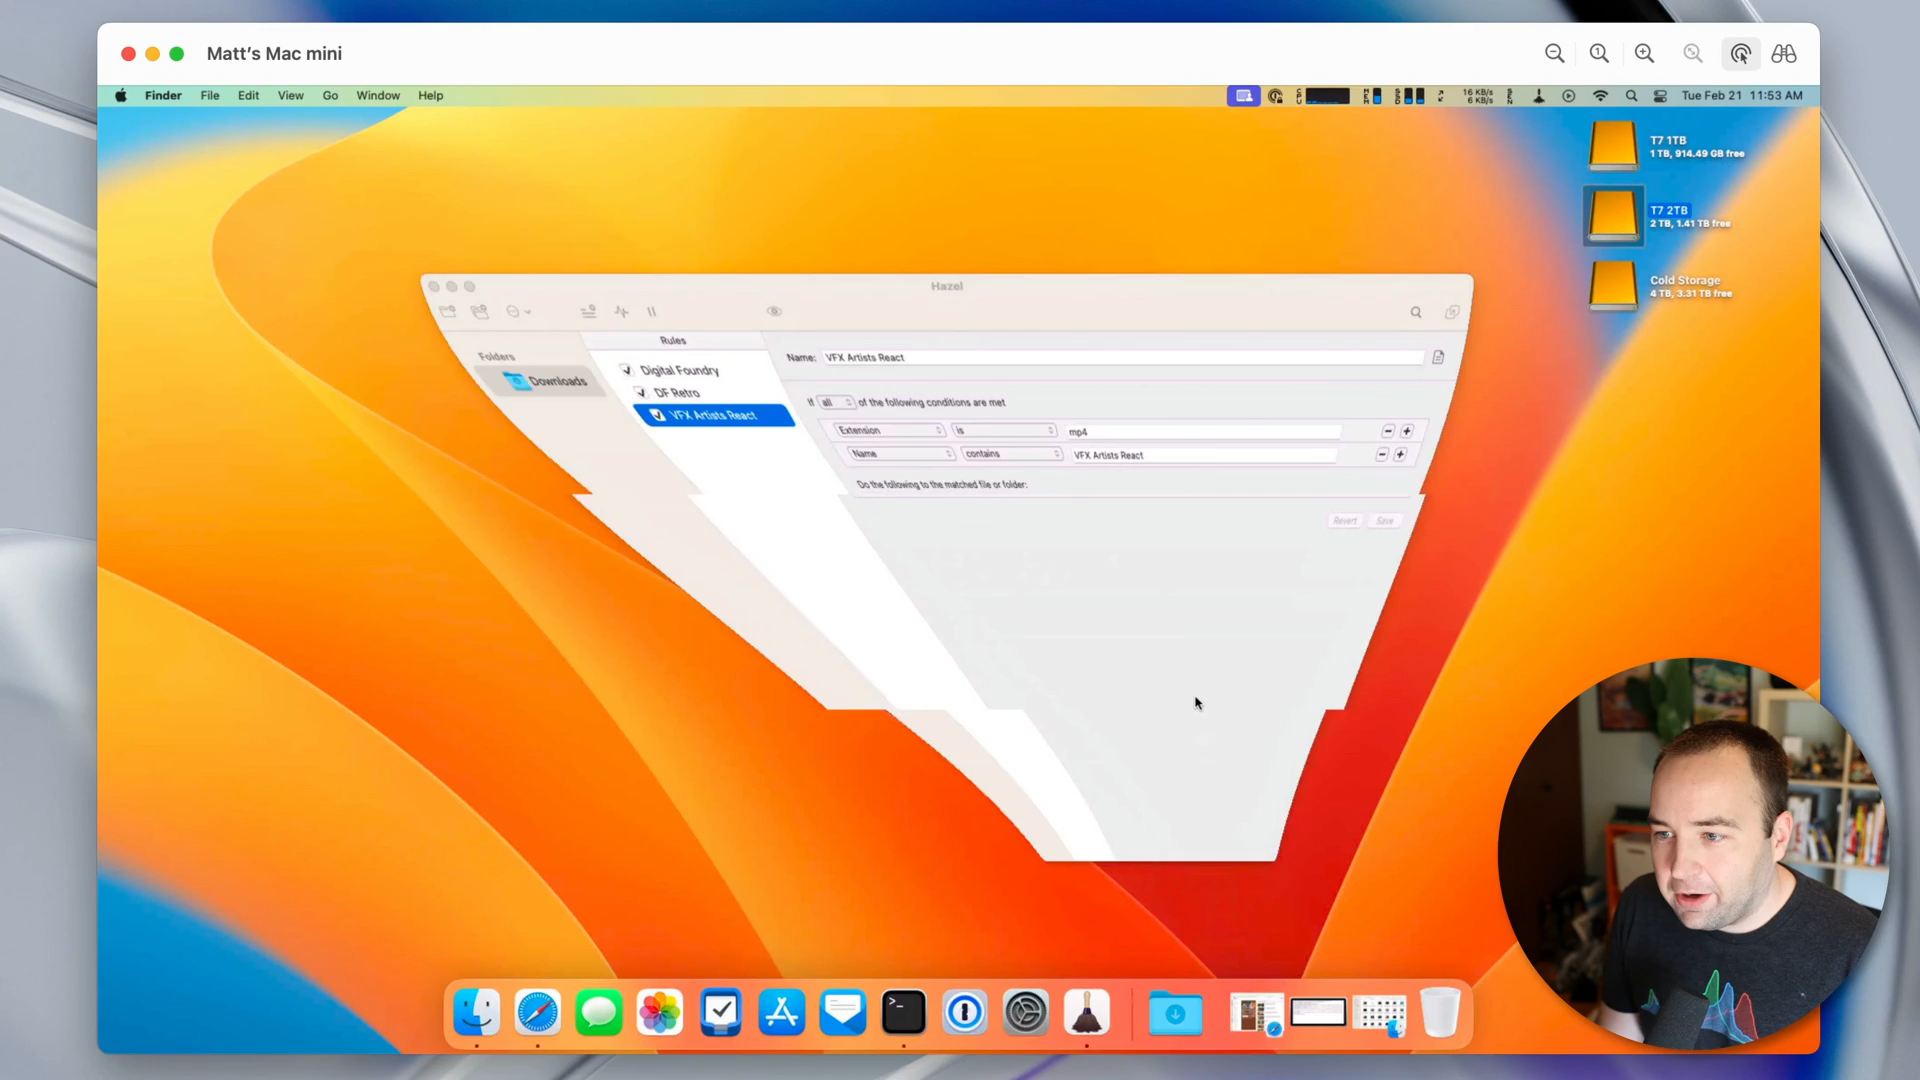 Matt's Mac mini
Finder File Edit View Go Window Help
16 KB/s
6 KB/s
Tue Feb 21 11:53 AM
T7 1TB
1 TB, 914.49 GB free
T7 2TB
2 TB, 1.41 TB free
Cold Storage
4 TB, 3.31 TB free
Hazel
Folders
Downloads
Rules
Digital Foundry
DF Retro
VFX Artists React
Name: VFX Artists React
If all of the following conditions are met
Extension is mp4
Name contains VFX Artists React
Do the following to the matched file or folder:
Revert Save